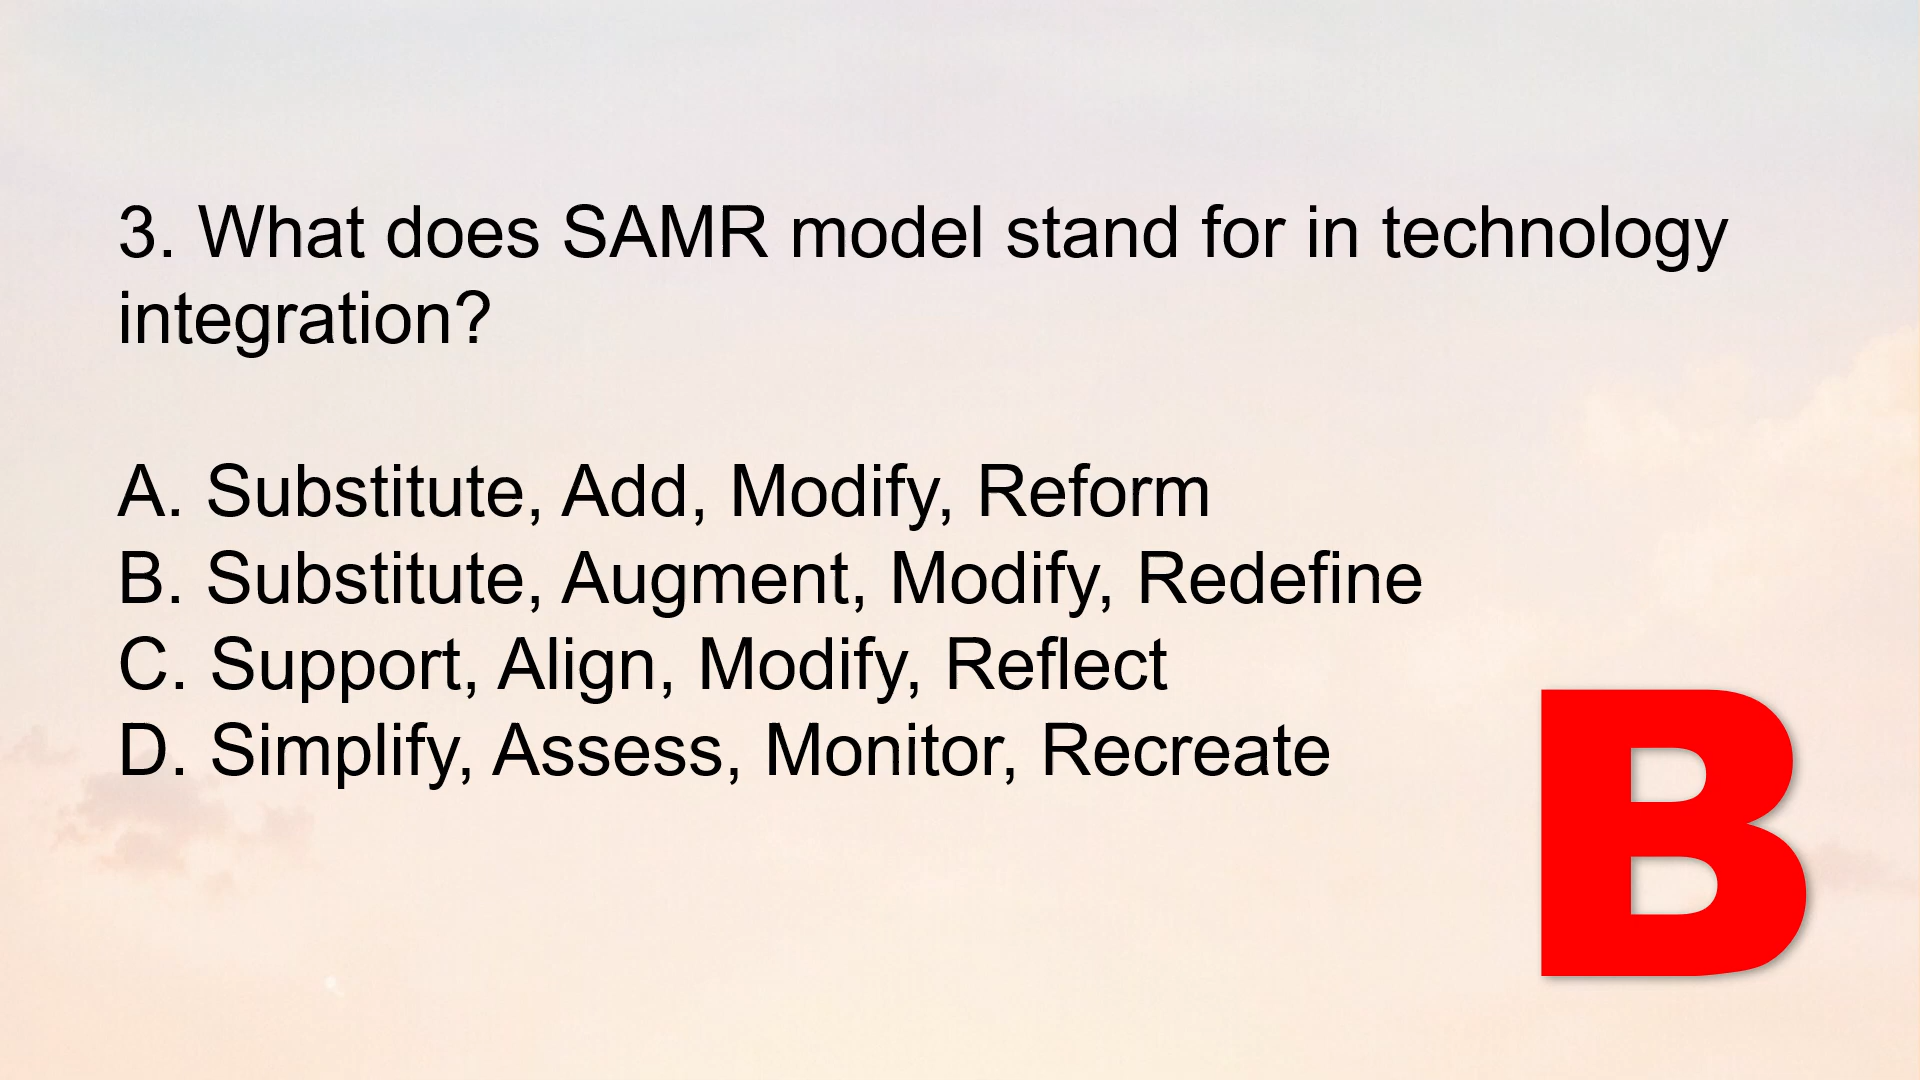 3. What does SAMR model stand for in technology
integration?
A. Substitute, Add, Modify, Reform
B. Substitute, Augment, Modify, Redefine
C. Support, Align, Modify, Reflect
D. Simplify, Assess, Monitor, Recreate
B